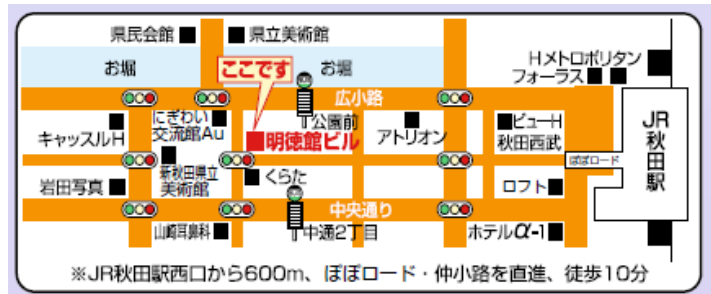 県民会館
県立美術館
お堀
ここです
お堀
Hメトロポリタン
フォーラス
広小路
キャッスルH
にぎわい
交流館Au
公園前
明徳館ビル
アトリオン
ビューH
秋田西武
JR秋田駅
ぽぽロード
岩田写真
新秋田県立
美術館
くらた
ロフト
中央通り
山崎耳鼻科
中通2丁目
ホテルα-1
※JR秋田駅西口から600m、ぽぽロード・仲小路を直進、徒歩10分